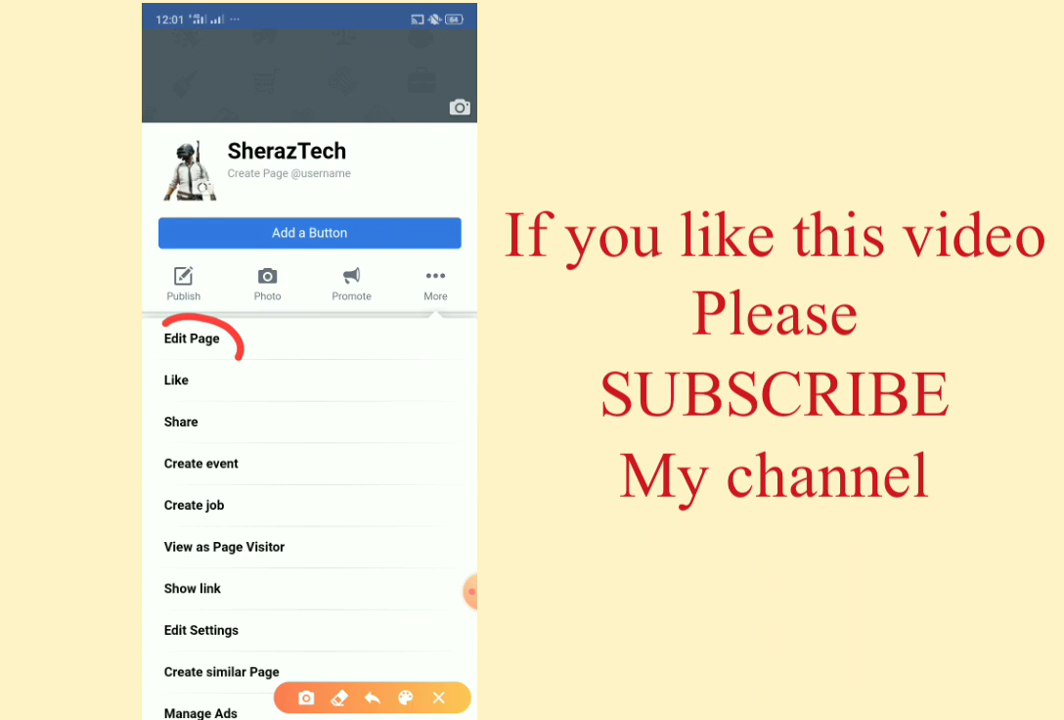 12:01
64
SherazTech
Create Page @username
Add a Button
Publish
Photo
Promote
More
Edit Page
Like
Share
Create event
Create job
View as Page Visitor
Show link
Edit Settings
Create similar Page
Manage Ads
If you like this video
Please
SUBSCRIBE
My channel